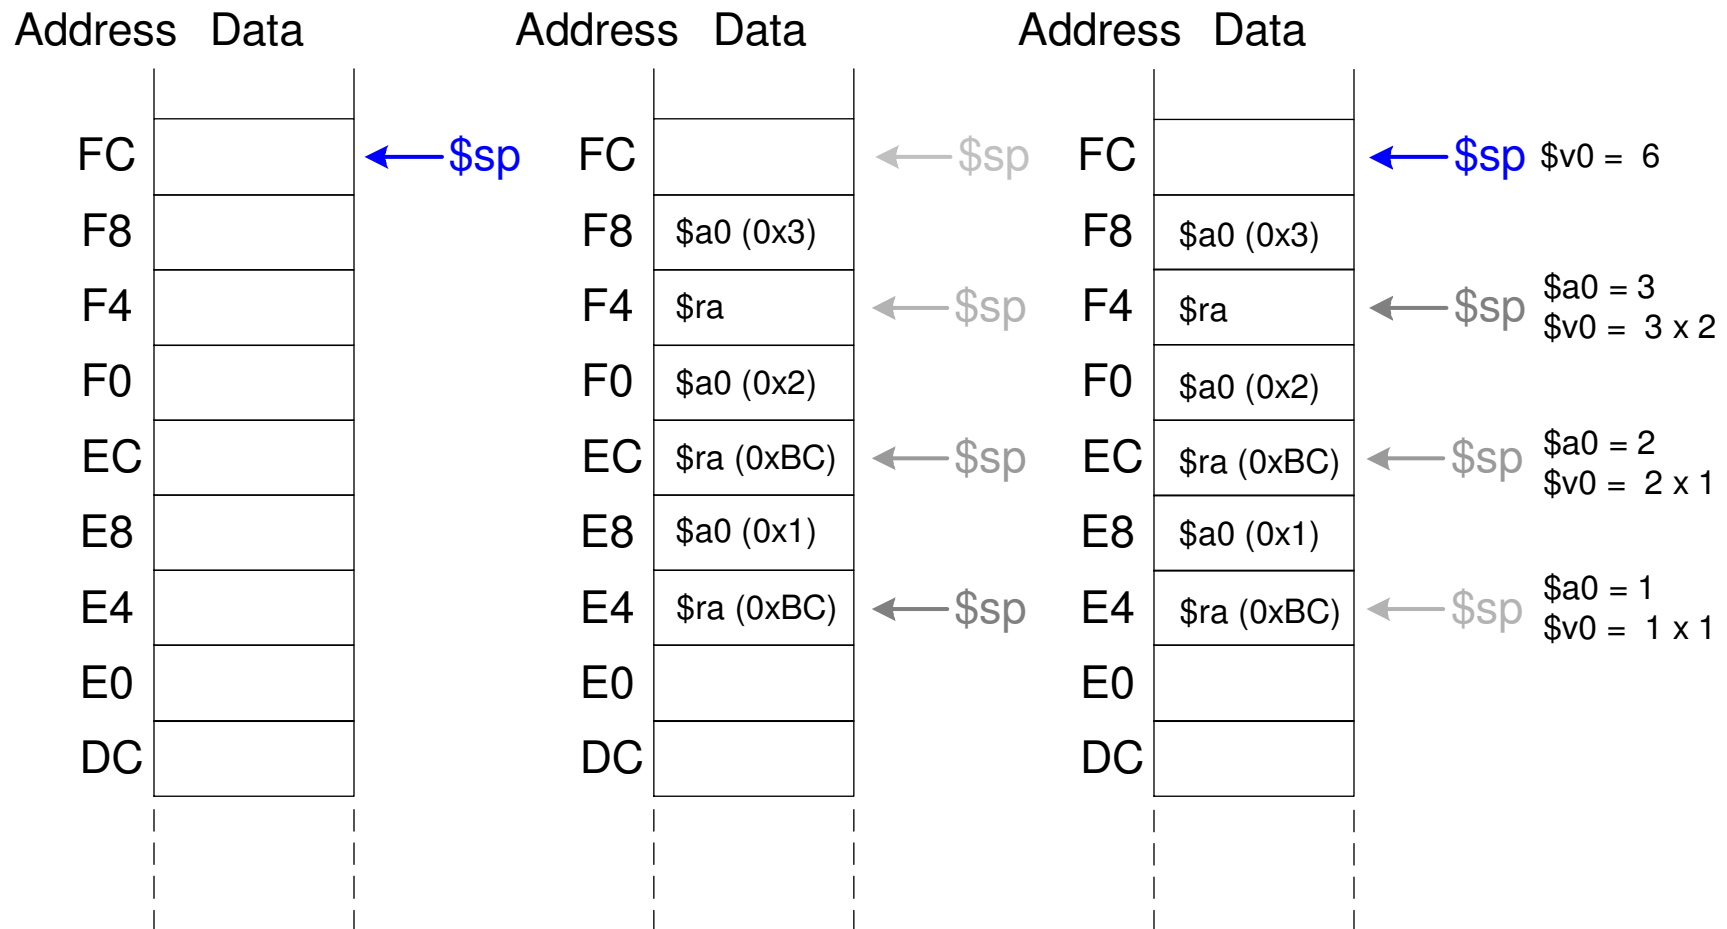 Address Data Address Data Address Data
FC $sp FC $sp FC $sp $v0 = 6
F8 F8 $a0 (0x3) F8 $a0 (0x3)
F4 F4 $ra $sp F4 $ra $sp $a0 = 3
$v0 = 3 x 2
F0 F0 $a0 (0x2) F0 $a0 (0x2)
EC EC $ra (0xBC) $sp EC $ra (0xBC) $sp $a0 = 2
$v0 = 2 x 1
E8 E8 $a0 (0x1) E8 $a0 (0x1)
E4 E4 $ra (0xBC) $sp E4 $ra (0xBC) $sp $a0 = 1
$v0 = 1 x 1
E0 E0 E0
DC DC DC